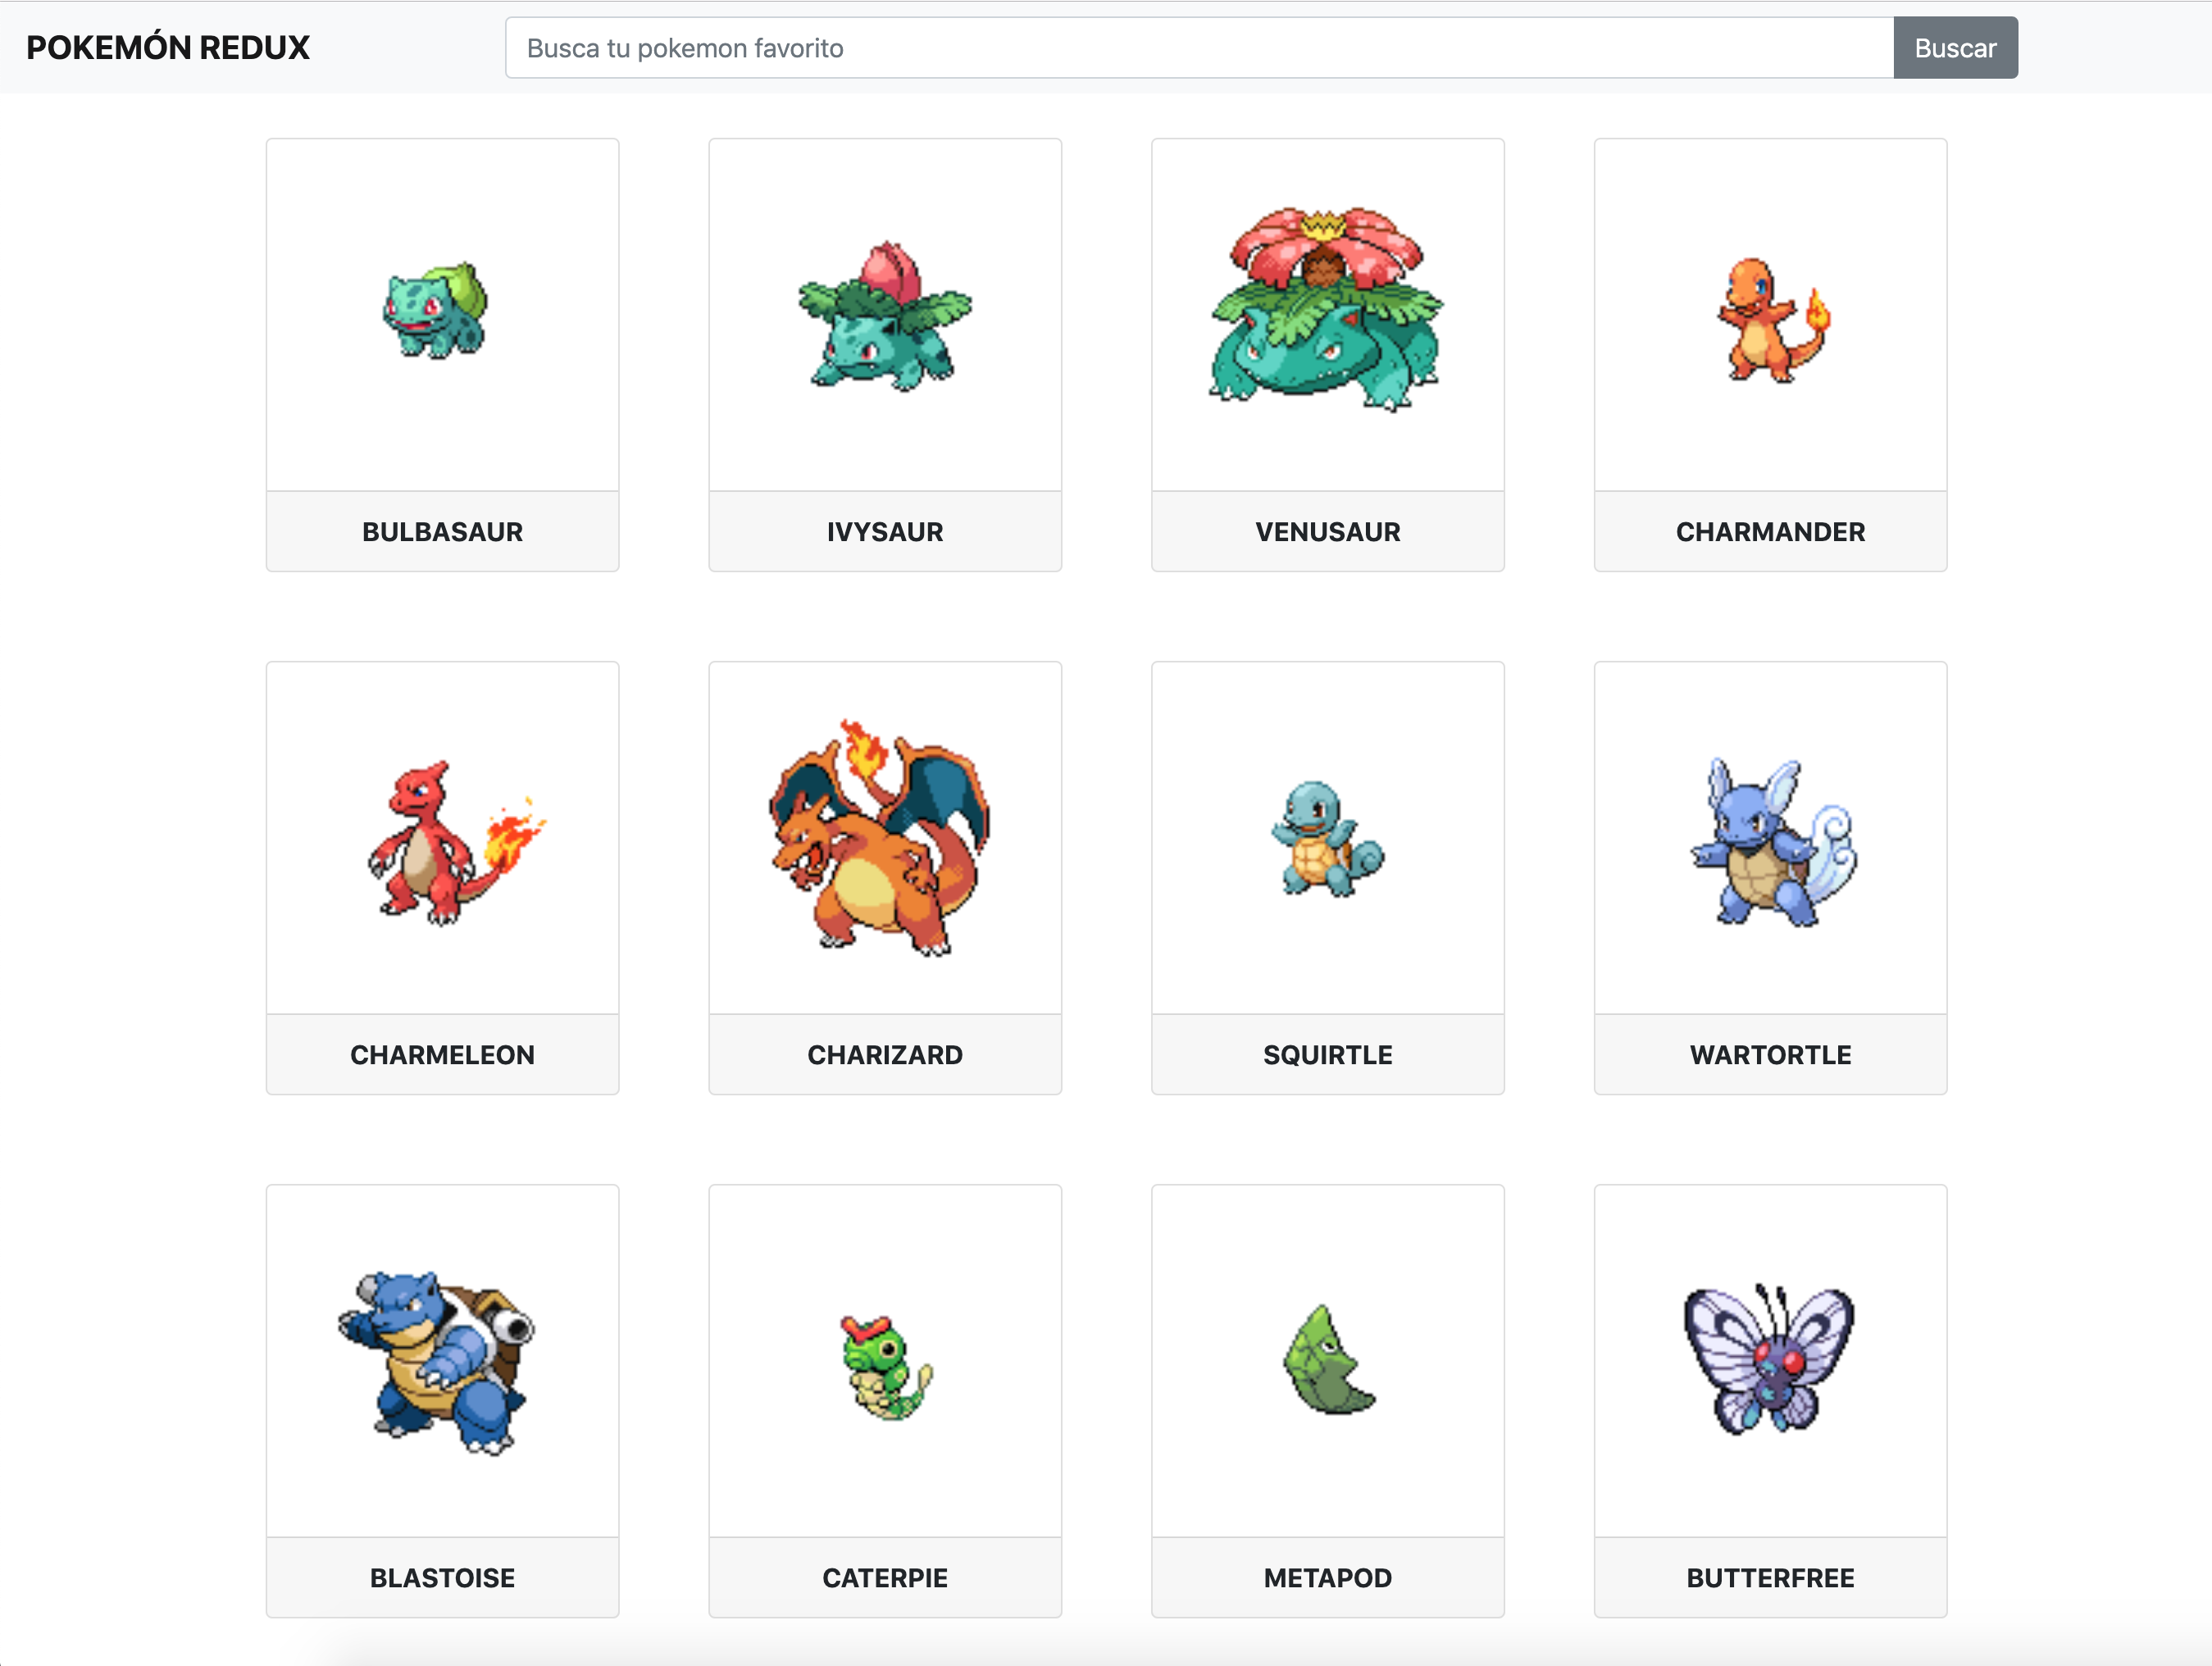 POKEMÓN REDUX
Busca tu pokemon favorito
Buscar
BULBASAUR
IVYSAUR
VENUSAUR
CHARMANDER
CHARMELEON
CHARIZARD
SQUIRTLE
WARTORTLE
BLASTOISE
CATERPIE
METAPOD
BUTTERFREE